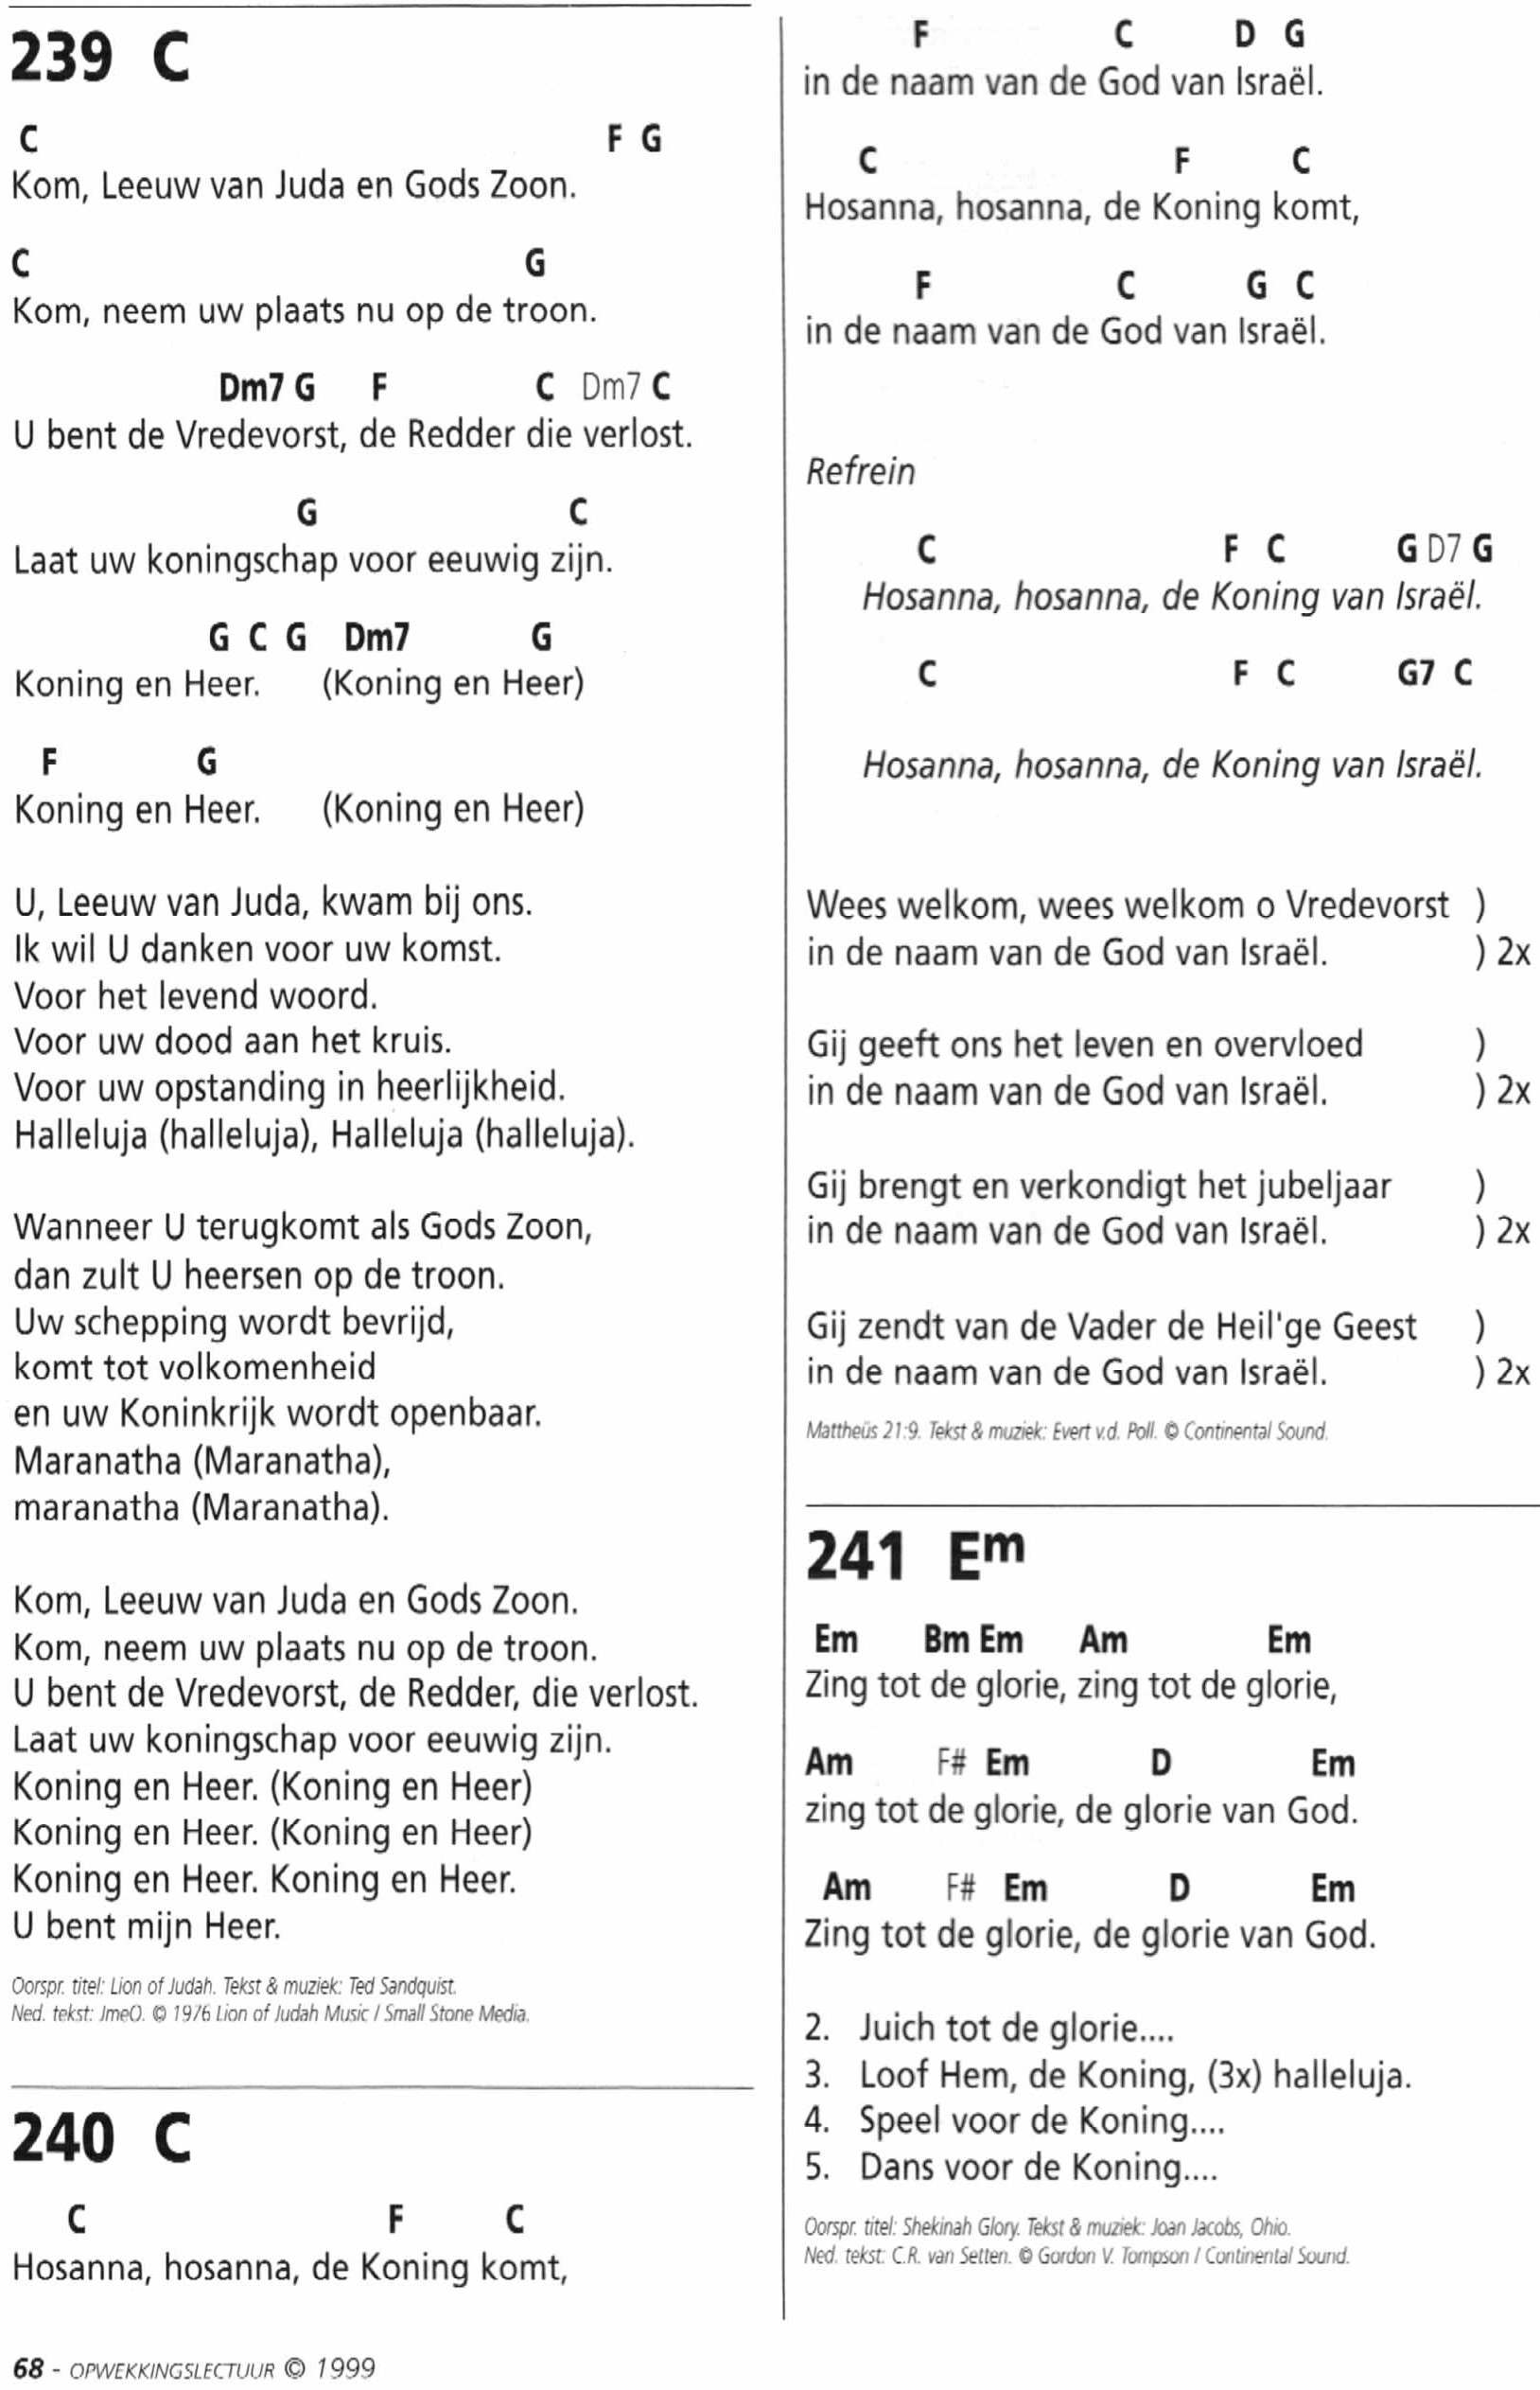 239 C
C F G
Kom, Leeuw van Juda en Gods Zoon.
C G
Kom, neem uw plaats nu op de troon.
Dm7 G F C Dm7 C
U bent de Vredevorst, de Redder die verlost.
G C
Laat uw koningschap voor eeuwig zijn.
G C G Dm7 G
Koning en Heer. (Koning en Heer)
F G
Koning en Heer. (Koning en Heer)
U, Leeuw van Juda, kwam bij ons.
Ik wil U danken voor uw komst.
Voor het levend woord.
Voor uw dood aan het kruis.
Voor uw opstanding in heerlijkheid.
Halleluja (halleluja), Halleluja (halleluja).
Wanneer U terugkomt als Gods Zoon,
dan zult U heersen op de troon.
Uw schepping wordt bevrijd,
komt tot volkomenheid
en uw Koninkrijk wordt openbaar.
Maranatha (Maranatha),
maranatha (Maranatha).
Kom, Leeuw van Juda en Gods Zoon.
Kom, neem uw plaats nu op de troon.
U bent de Vredevorst, de Redder, die verlost.
Laat uw koningschap voor eeuwig zijn.
Koning en Heer. (Koning en Heer)
Koning en Heer. (Koning en Heer)
Koning en Heer. Koning en Heer.
U bent mijn Heer.
Oorspr. titel: Lion of Judah. Tekst & muziek: Ted Sandquist.
Ned. tekst: JmeO. © 1976 Lion of Judah Music / Small Stone Media.
240 C
C F C
Hosanna, hosanna, de Koning komt,
F C D G
in de naam van de God van Israël.
C F C
Hosanna, hosanna, de Koning komt,
F C G C
in de naam van de God van Israël.
Refrein
C F C G D7 G
Hosanna, hosanna, de Koning van Israël.
C F C G7 C
Hosanna, hosanna, de Koning van Israël.
Wees welkom, wees welkom o Vredevorst )
in de naam van de God van Israël. ) 2x
Gij geeft ons het leven en overvloed )
in de naam van de God van Israël. ) 2x
Gij brengt en verkondigt het jubeljaar )
in de naam van de God van Israël. ) 2x
Gij zendt van de Vader de Heil'ge Geest )
in de naam van de God van Israël. ) 2x
Mattheüs 21:9. Tekst & muziek: Evert v.d. Poll. © Continental Sound.
241 Em
Em Bm Em Am Em
Zing tot de glorie, zing tot de glorie,
Am F# Em D Em
zing tot de glorie, de glorie van God.
Am F# Em D Em
Zing tot de glorie, de glorie van God.
2. Juich tot de glorie....
3. Loof Hem, de Koning, (3x) halleluja.
4. Speel voor de Koning....
5. Dans voor de Koning....
Oorspr. titel: Shekinah Glory. Tekst & muziek: Joan Jacobs, Ohio.
Ned. tekst: C.R. van Setten. © Gordon V. Tompson / Continental Sound.
68 - OPWEKKINGSLECTUUR © 1999